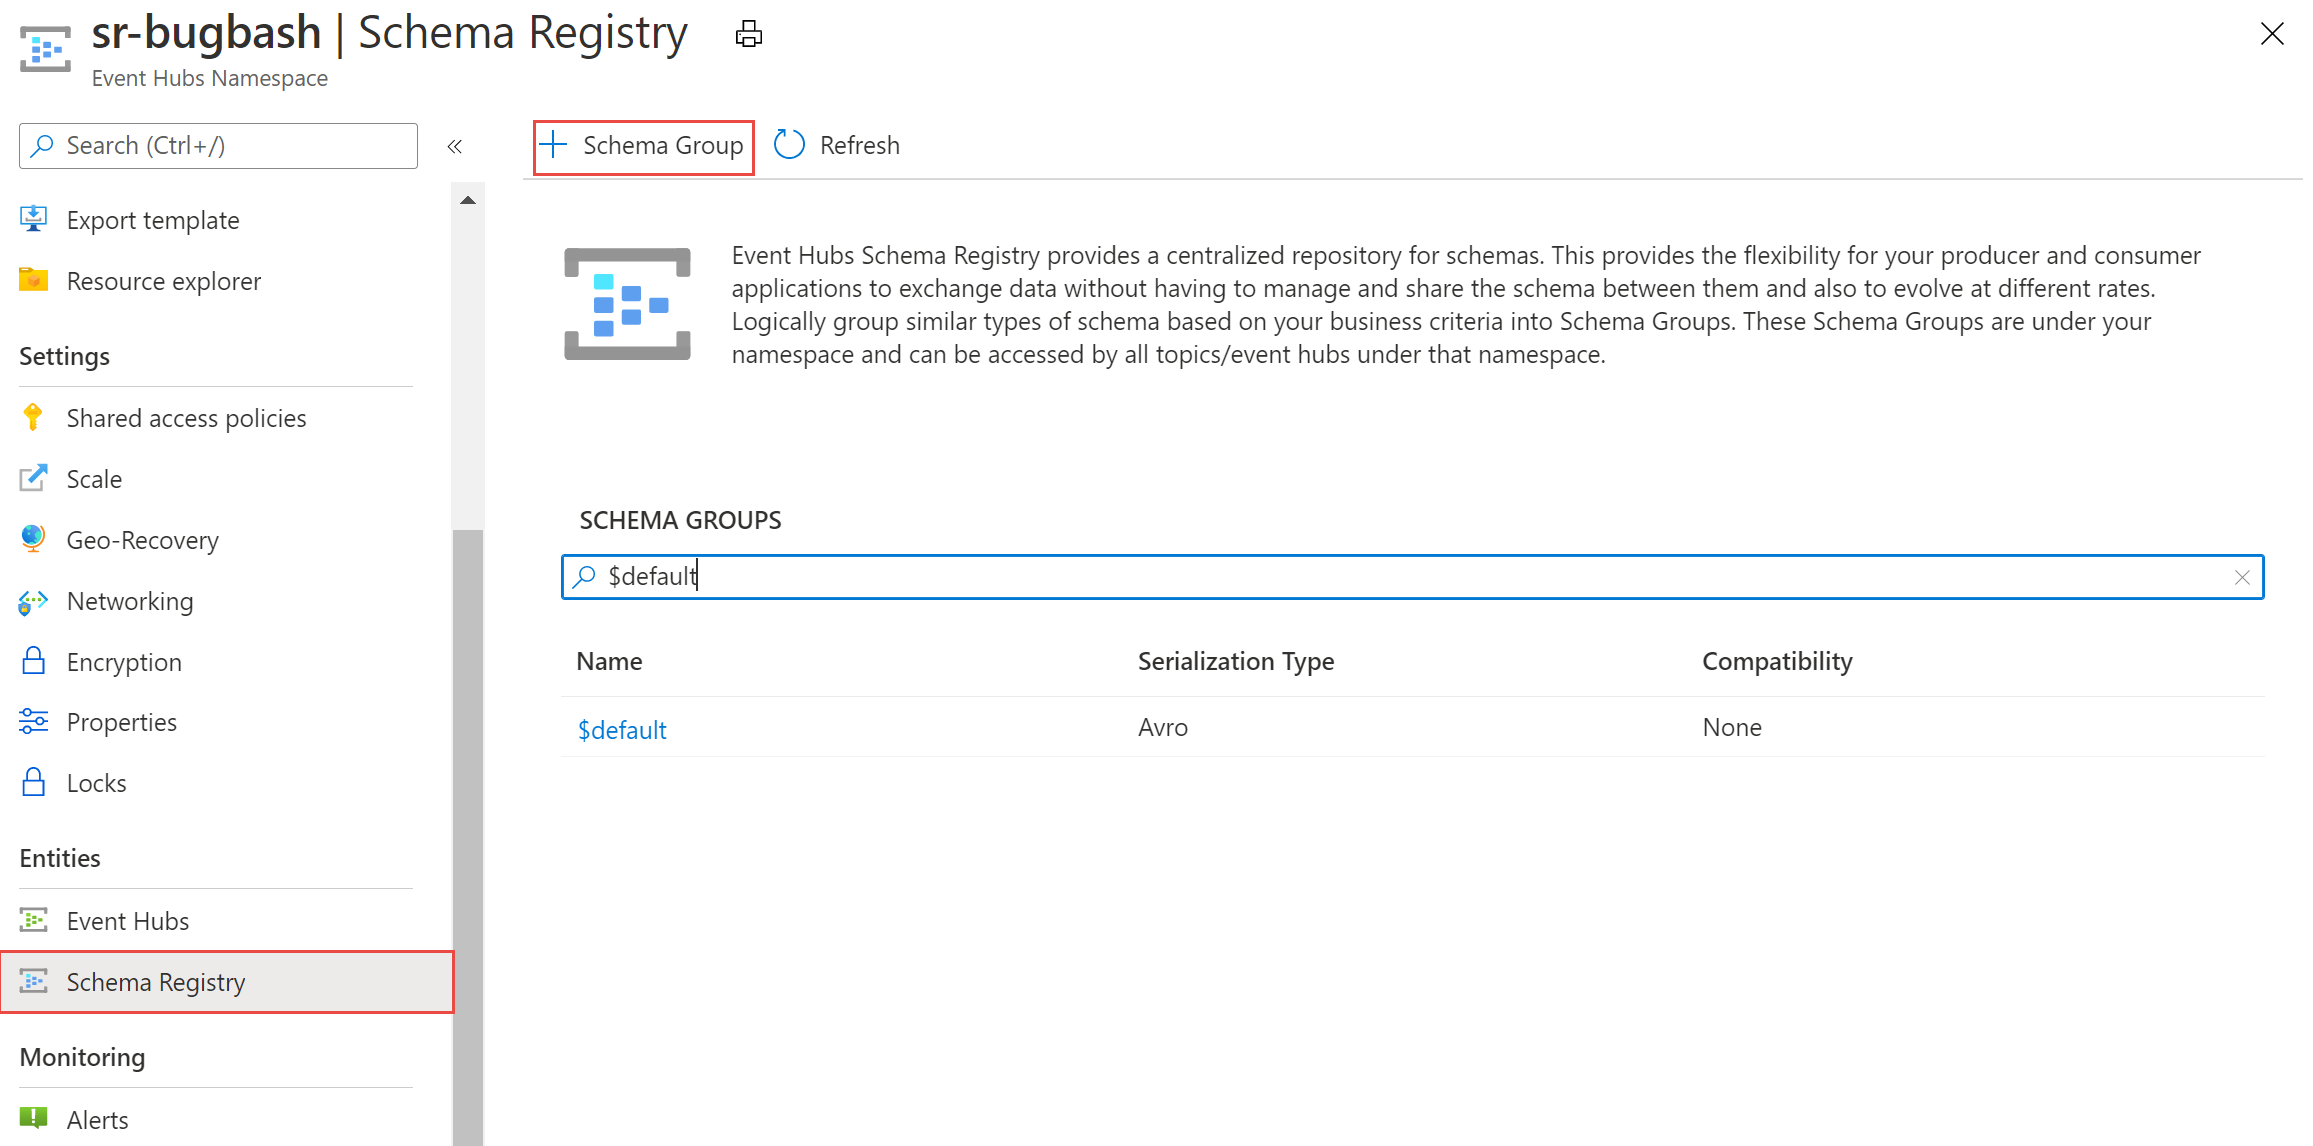 sr-bugbash | Schema Registry
Event Hubs Namespace
Search (Ctrl+/)
«
Export template
Resource explorer
Settings
Shared access policies
Scale
Geo-Recovery
Networking
Encryption
Properties
Locks
Entities
Event Hubs
Schema Registry
Monitoring
Alerts
Schema Group
Refresh
Event Hubs Schema Registry provides a centralized repository for schemas. This provides the flexibility for your producer and consumer
applications to exchange data without having to manage and share the schema between them and also to evolve at different rates.
Logically group similar types of schema based on your business criteria into Schema Groups. These Schema Groups are under your
namespace and can be accessed by all topics/event hubs under that namespace.
SCHEMA GROUPS
$default
Name Serialization Type Compatibility
$default Avro None